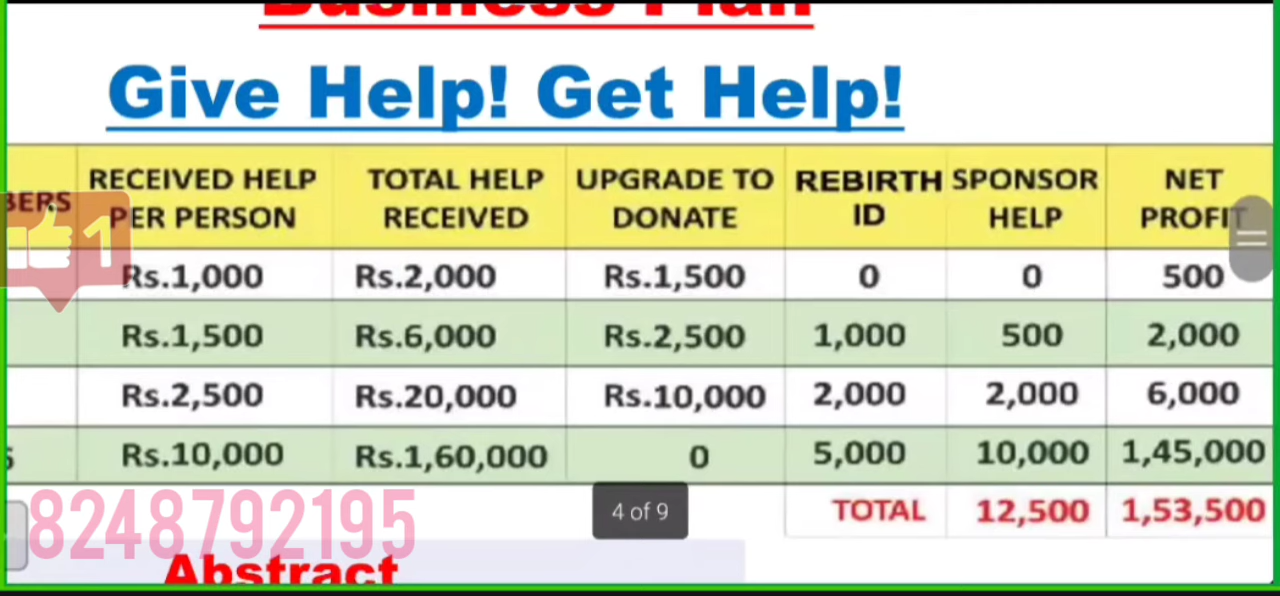 Business Plan
Give Help! Get Help!
BERS RECEIVED HELP PER PERSON TOTAL HELP RECEIVED UPGRADE TO DONATE REBIRTH ID SPONSOR HELP NET PROFIT
1
Rs.1,000 Rs.2,000 Rs.1,500 0 0 500
Rs.1,500 Rs.6,000 Rs.2,500 1,000 500 2,000
Rs.2,500 Rs.20,000 Rs.10,000 2,000 2,000 6,000
Rs.10,000 Rs.1,60,000 0 5,000 10,000 1,45,000
TOTAL 12,500 1,53,500
4 of 9
8248792195
Abstract